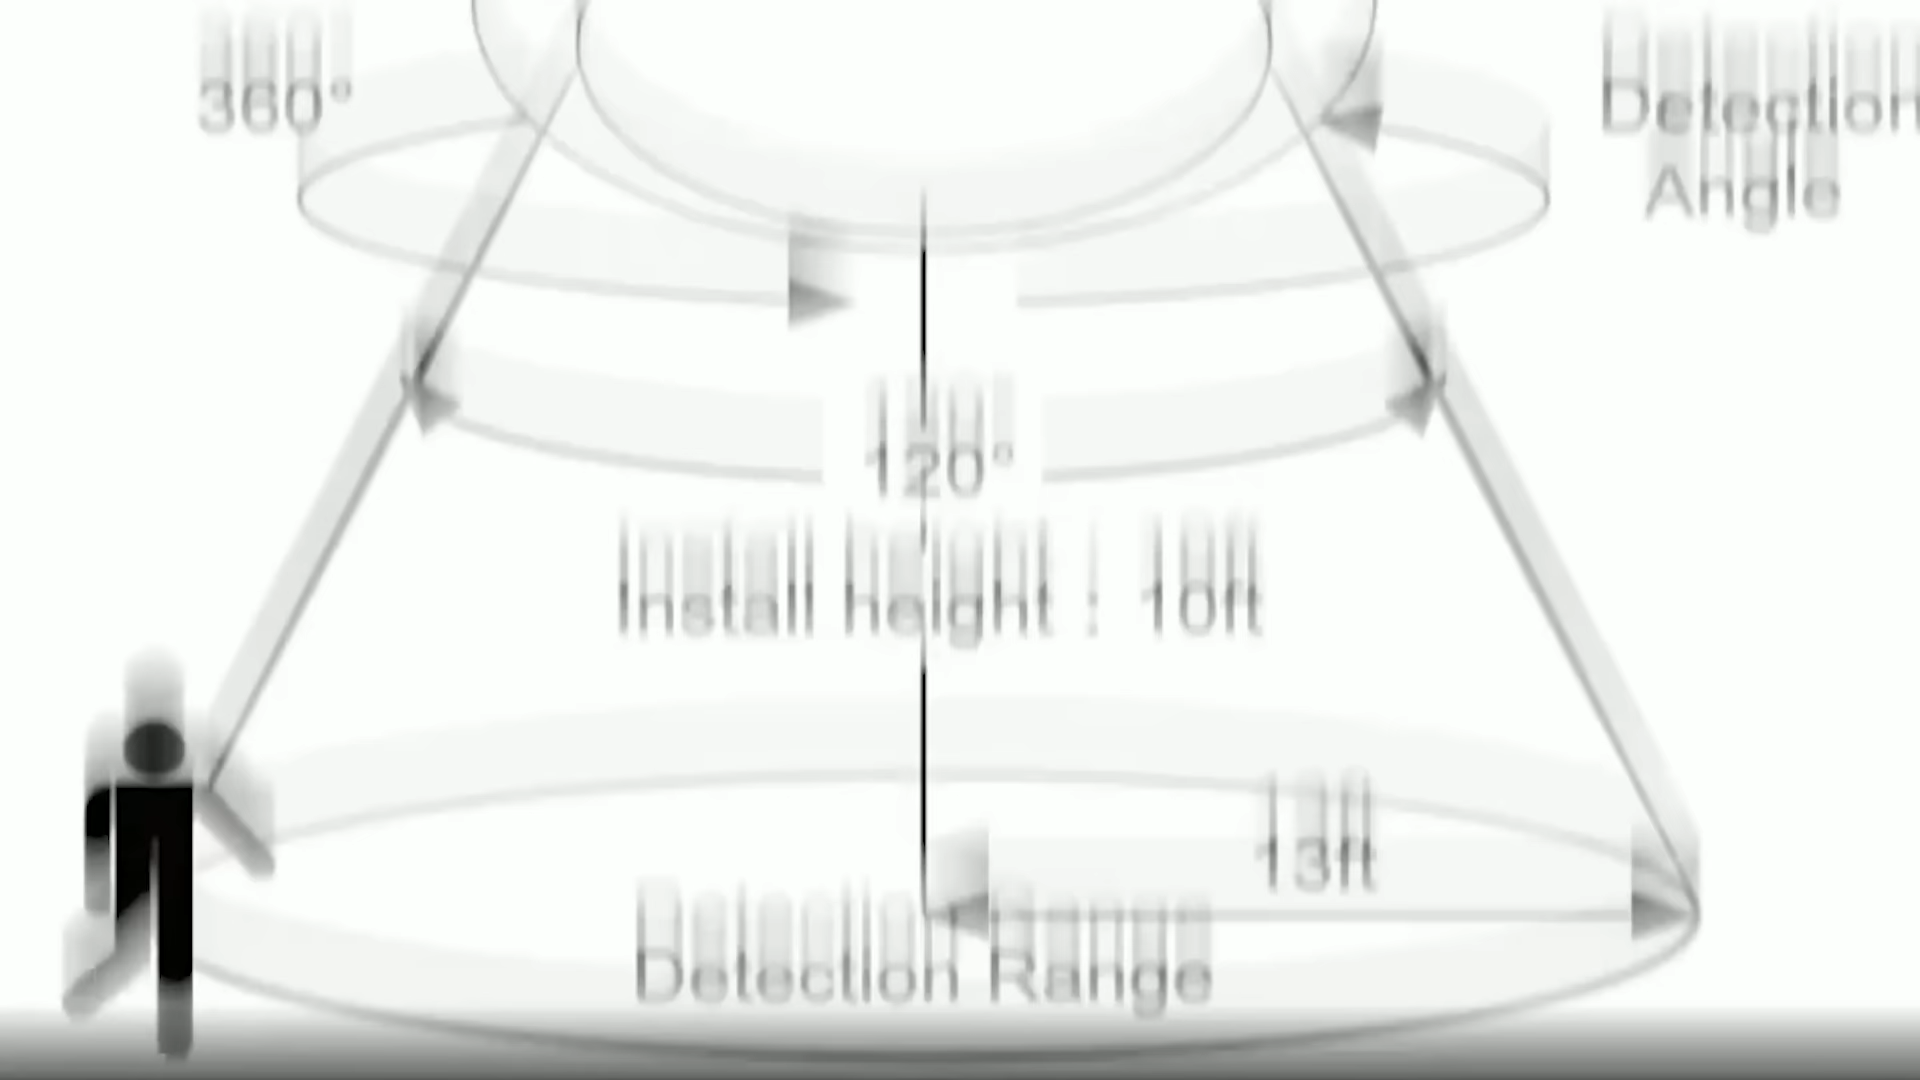 360°
Detection
Angle
120°
Install height : 10ft
13ft
Detection Range